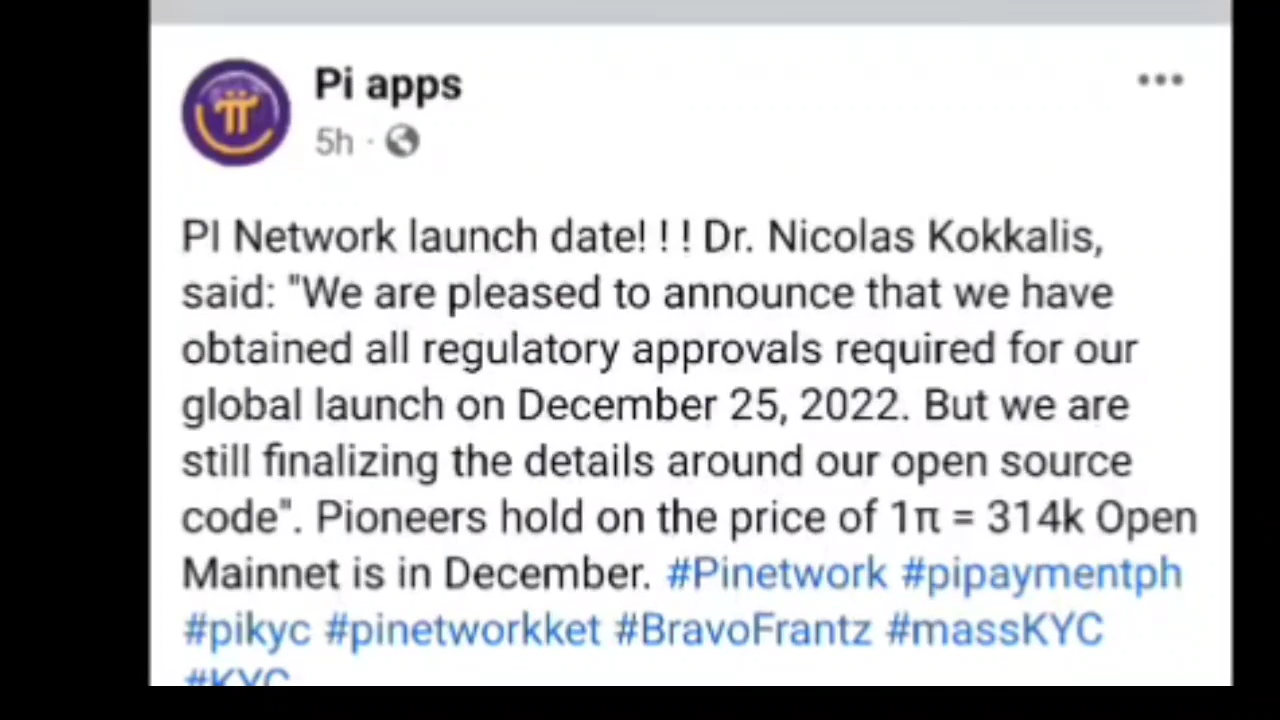 Pi apps
5h ·
PI Network launch date! ! ! Dr. Nicolas Kokkalis,
said: "We are pleased to announce that we have
obtained all regulatory approvals required for our
global launch on December 25, 2022. But we are
still finalizing the details around our open source
code". Pioneers hold on the price of 1π = 314k Open
Mainnet is in December. #Pinetwork #pipaymentph
#pikyc #pinetworkket #BravoFrantz #massKYC
#KYC